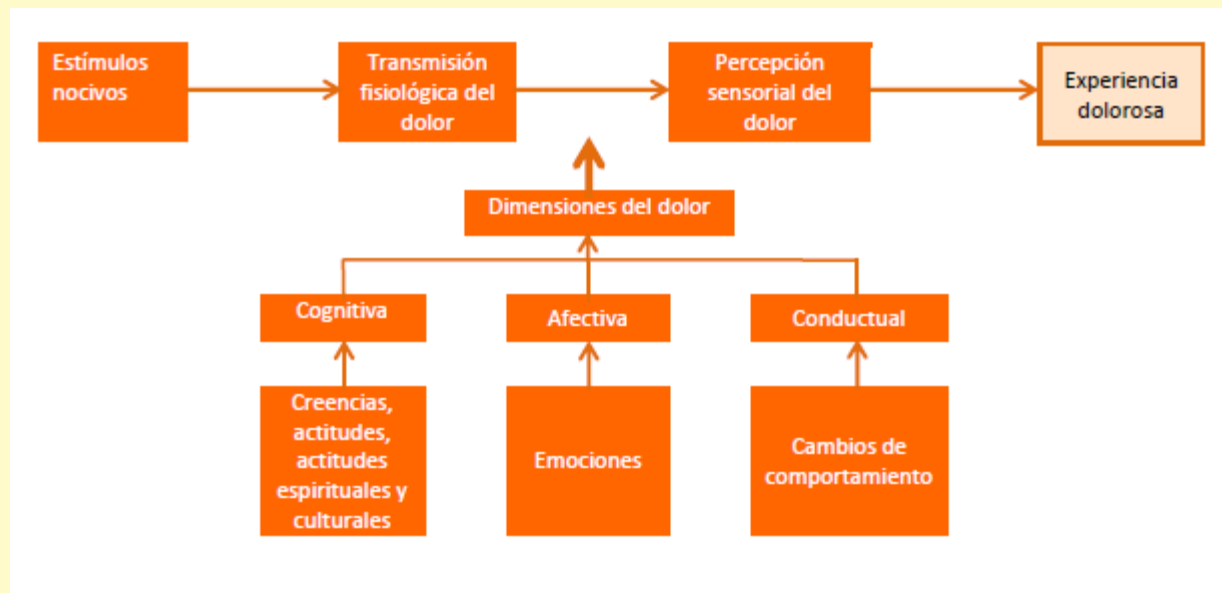 Estímulos
nocivos
Transmisión
fisiológica del
dolor
Percepción
sensorial del
dolor
Experiencia
dolorosa
Dimensiones del dolor
Cognitiva
Afectiva
Conductual
Creencias,
actitudes,
actitudes
espirituales y
culturales
Emociones
Cambios de
comportamiento